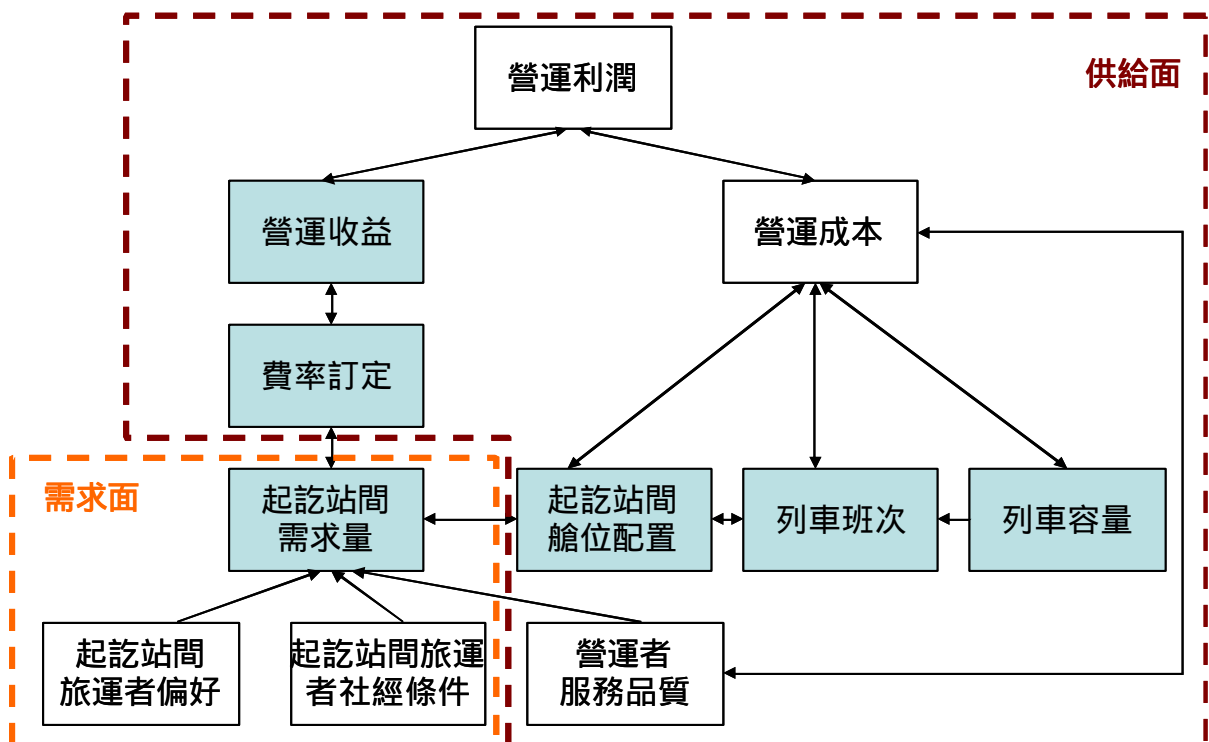 營運利潤
供給面
營運收益
營運成本
費率訂定
需求面
起訖站間
需求量
起訖站間
艙位配置
列車班次
列車容量
起訖站間
旅運者偏好
起訖站間旅運
者社經條件
營運者
服務品質